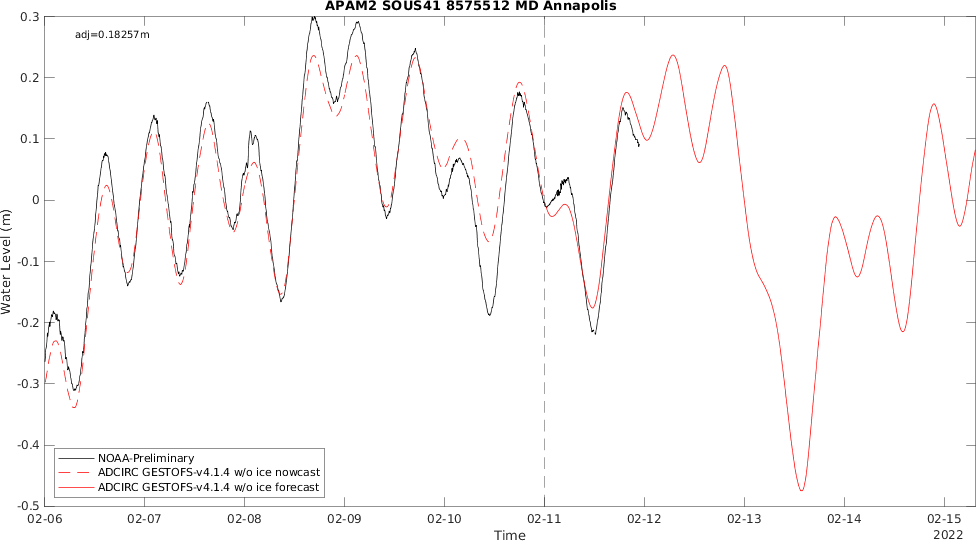 APAM2 SOUS41 8575512 MD Annapolis
adj=0.18257m
0.3
0.2
0.1
0
-0.1
-0.2
-0.3
-0.4
-0.5
Water Level (m)
NOAA-Preliminary
ADCIRC GESTOFS-v4.1.4 w/o ice nowcast
ADCIRC GESTOFS-v4.1.4 w/o ice forecast
02-06 02-07 02-08 02-09 02-10 02-11 02-12 02-13 02-14 02-15
Time
2022